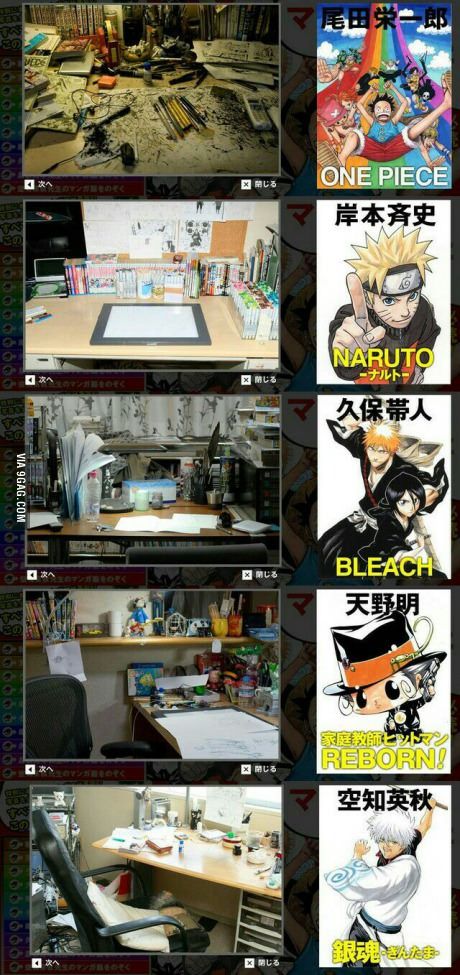 尾田栄一郎
ONE PIECE
次へ
閉じる
岸本斉史
NARUTO
-ナルト-
次へ
閉じる
久保帯人
BLEACH
次へ
閉じる
VIA 9GAG.COM
天野明
家庭教師ヒットマン
REBORN!
次へ
閉じる
空知英秋
銀魂-ぎんたま-
次へ
閉じる